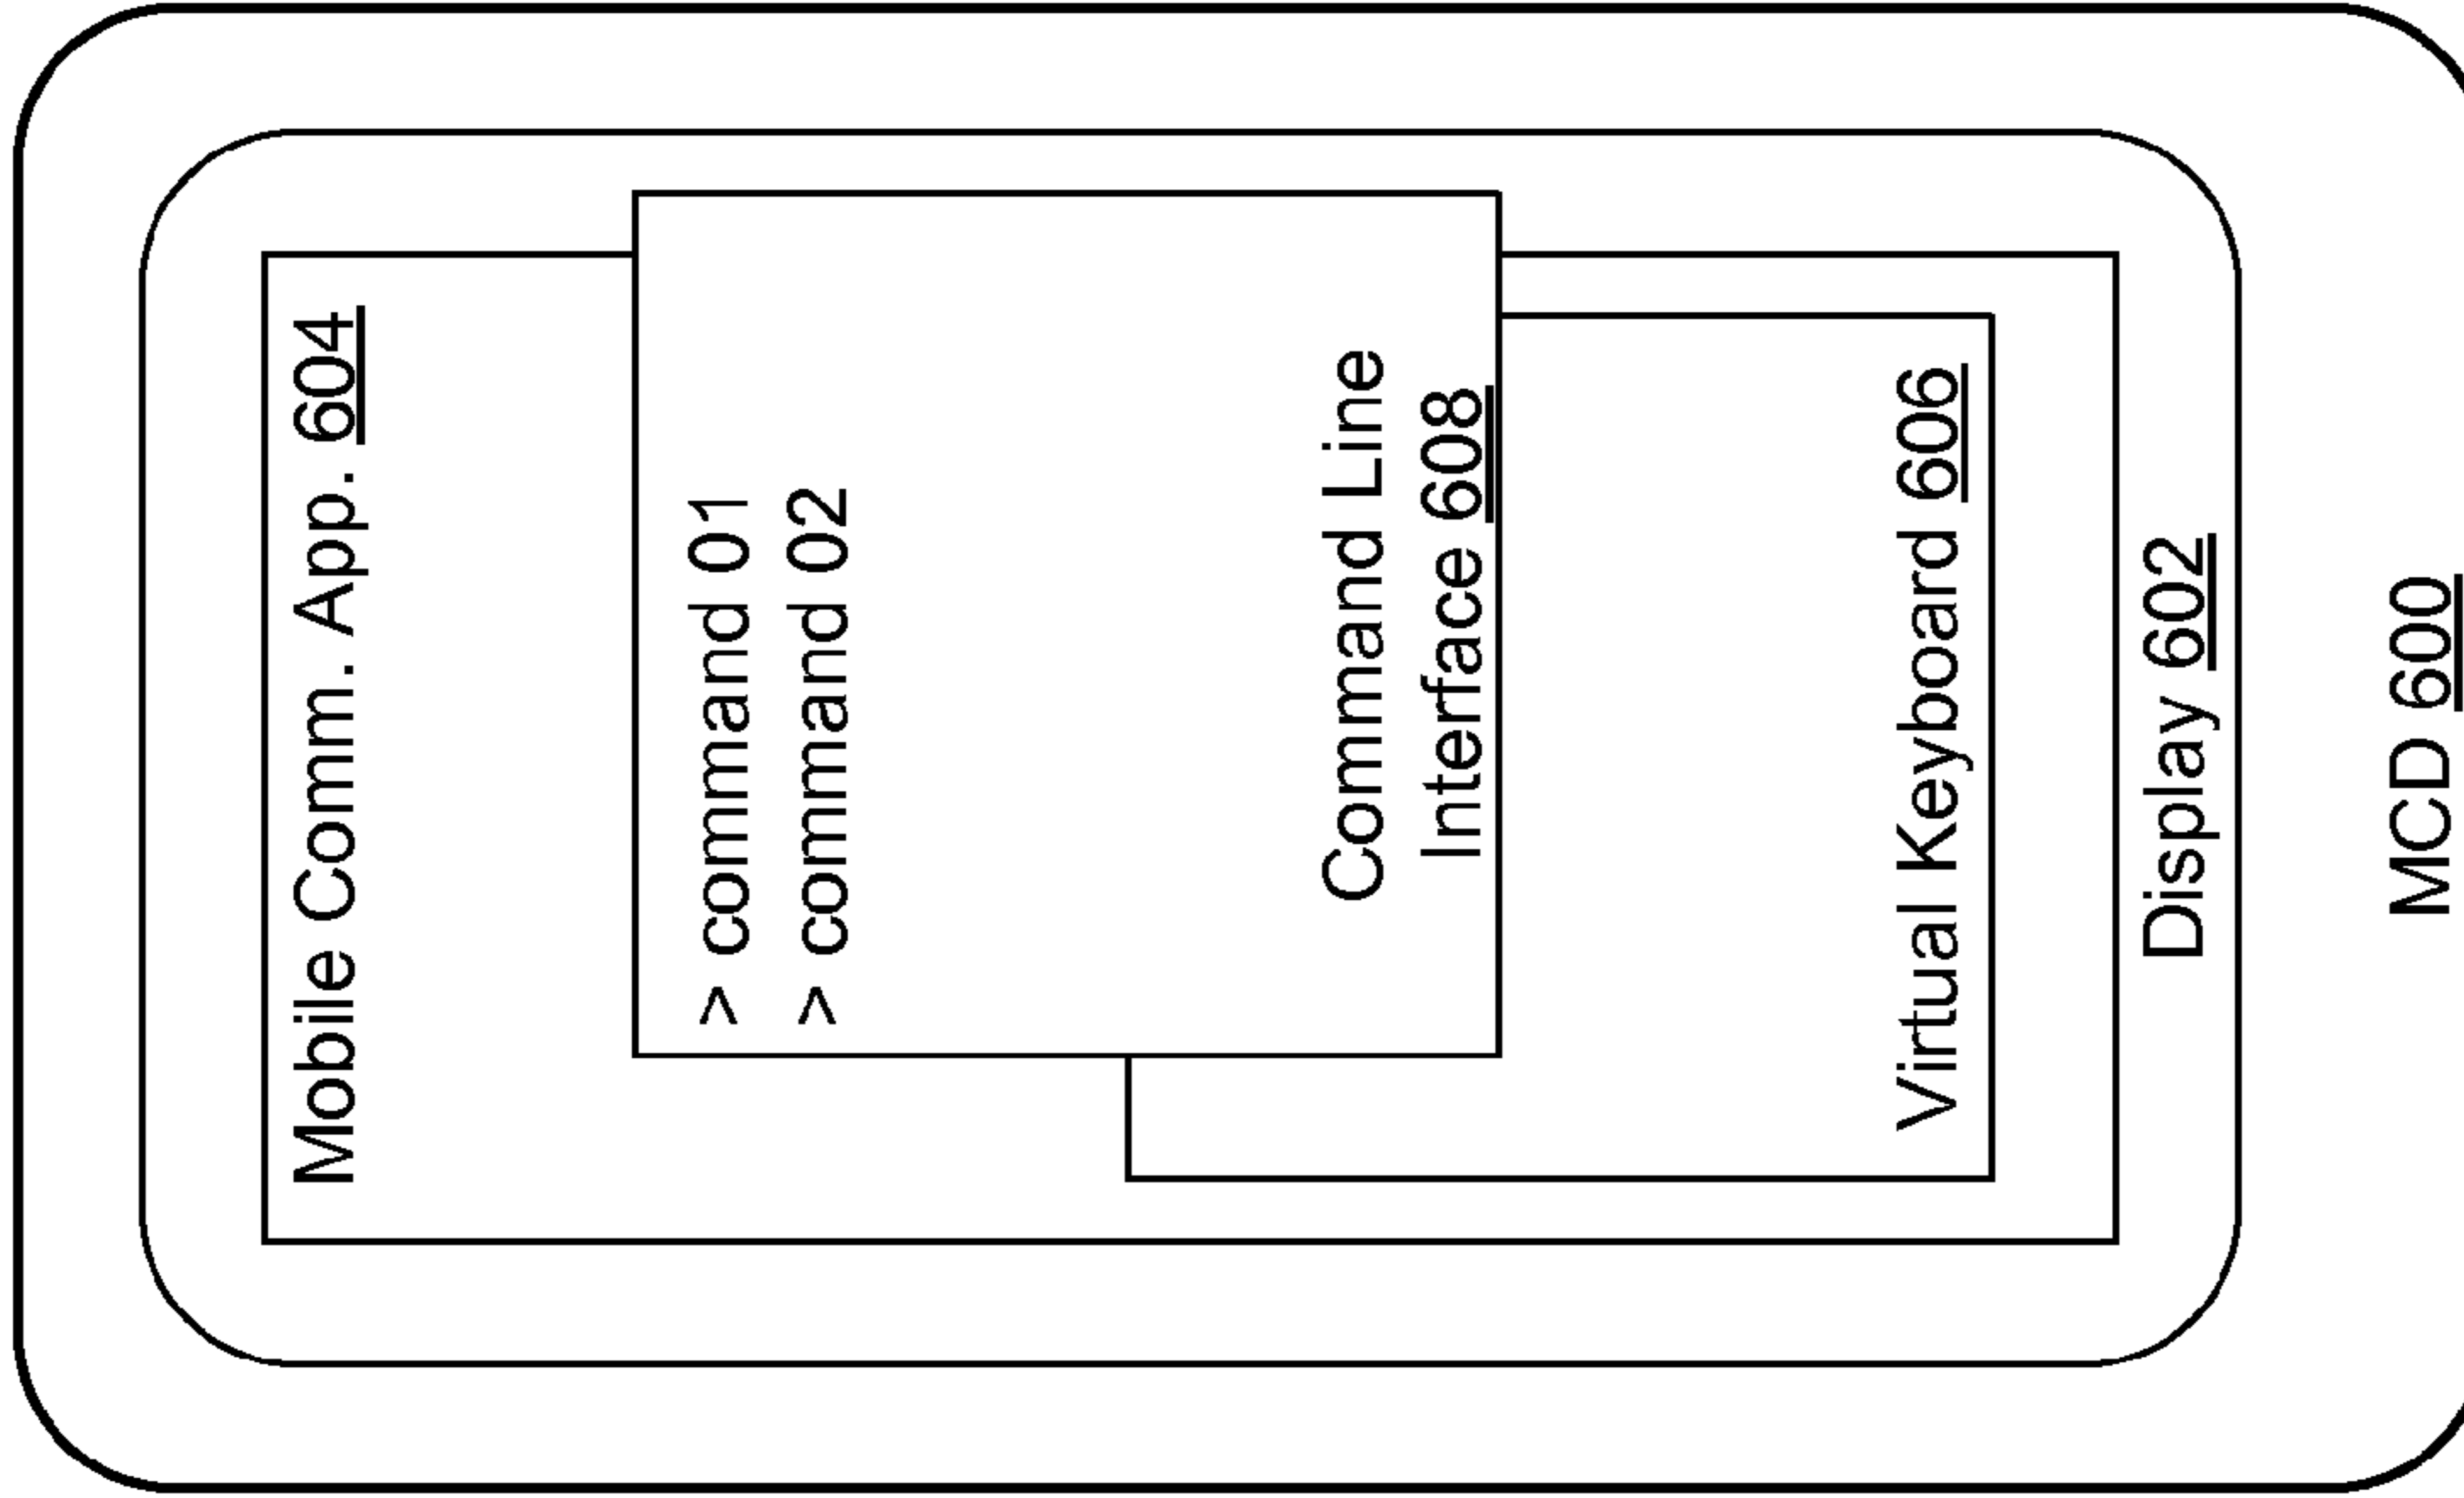 Mobile Comm. App. 604
> command 01
> command 02
Command Line
Interface 608
Virtual Keyboard 606
Display 602
MCD 600